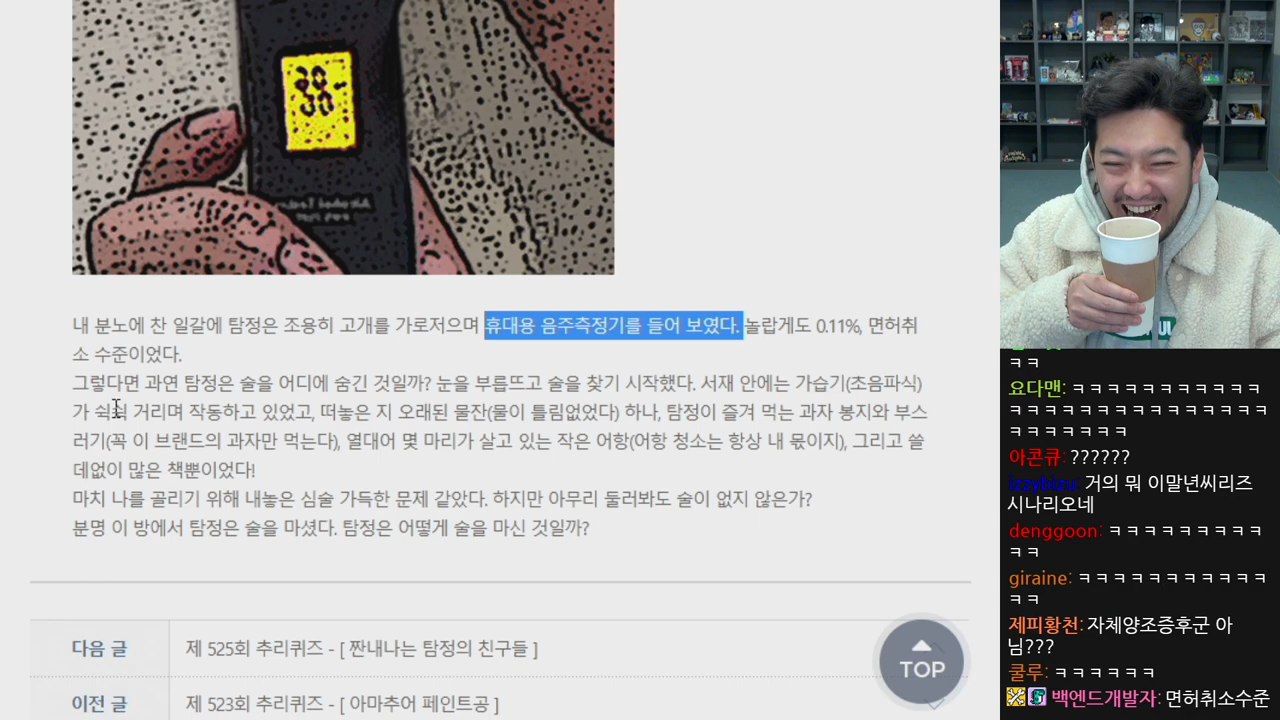 내 분노에 찬 일갈에 탐정은 조용히 고개를 가로저으며 휴대용 음주측정기를 들어 보였다. 놀랍게도 0.11%, 면허취
소 수준이었다.
그렇다면 과연 탐정은 술을 어디에 숨긴 것일까? 눈을 부릅뜨고 술을 찾기 시작했다. 서재 안에는 가습기(초음파식)
가 쉭쉭 거리며 작동하고 있었고, 떠놓은 지 오래된 물잔(물이 틀림없었다) 하나, 탐정이 즐겨 먹는 과자 봉지와 부스
러기(꼭 이 브랜드의 과자만 먹는다), 열대어 몇 마리가 살고 있는 작은 어항(어항 청소는 항상 내 몫이지), 그리고 쓸
데없이 많은 책뿐이었다!
마치 나를 골리기 위해 내놓은 심술 가득한 문제 같았다. 하지만 아무리 둘러봐도 술이 없지 않은가?
분명 이 방에서 탐정은 술을 마셨다. 탐정은 어떻게 술을 마신 것일까?
다음 글 제 525회 추리퀴즈 - [ 짠내나는 탐정의 친구들 ]
이전 글 제 523회 추리퀴즈 - [ 아마추어 페인트공 ]
TOP
ㅋㅋ
요다맨: ㅋㅋㅋㅋㅋㅋㅋㅋㅋㅋㅋ
ㅋㅋㅋㅋㅋㅋㅋㅋㅋㅋㅋㅋㅋㅋㅋ
ㅋㅋㅋㅋㅋㅋㅋ
아콘큐: ??????
izzybizu: 거의 뭐 이말년씨리즈
시나리오네
denggoon: ㅋㅋㅋㅋㅋㅋㅋㅋㅋ
ㅋㅋ
giraine: ㅋㅋㅋㅋㅋㅋㅋㅋㅋㅋㅋ
ㅋㅋ
제피황천: 자체양조증후군 아
님???
쿨루: ㅋㅋㅋㅋㅋㅋ
백엔드개발자: 면허취소수준